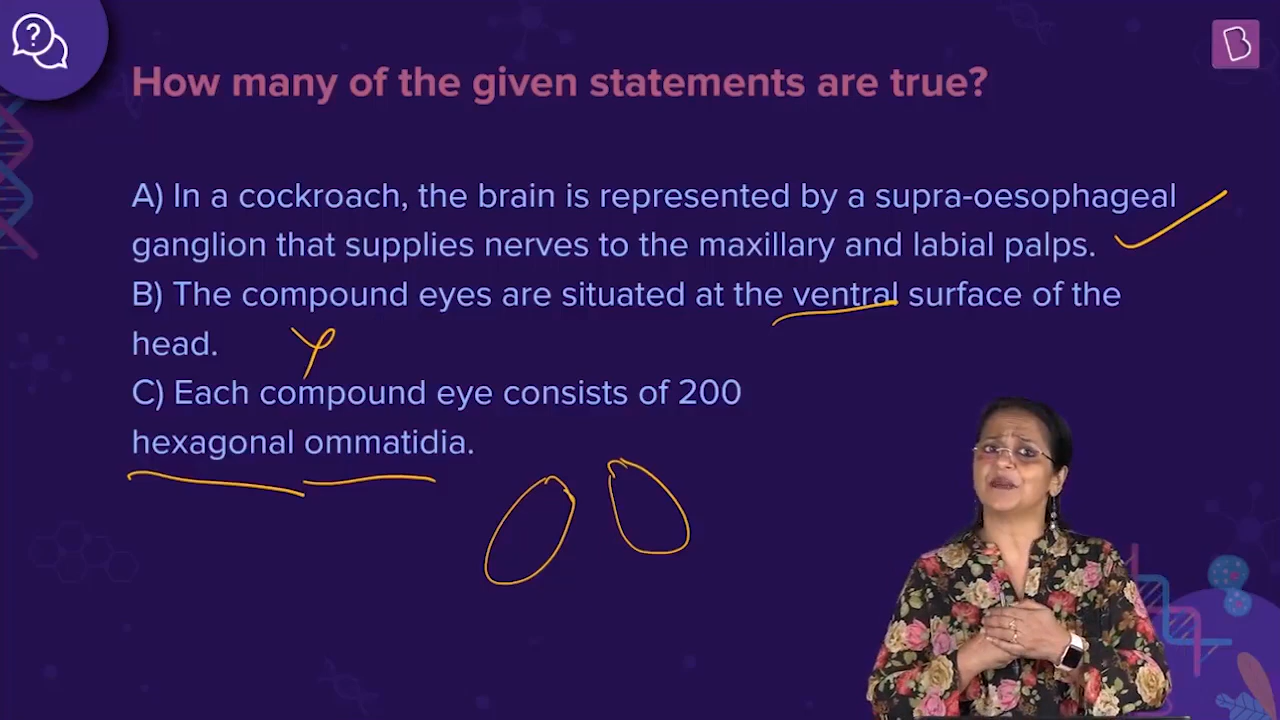 ?
B
How many of the given statements are true?
A) In a cockroach, the brain is represented by a supra-oesophageal
ganglion that supplies nerves to the maxillary and labial palps.
B) The compound eyes are situated at the ventral surface of the
head.
C) Each compound eye consists of 200
hexagonal ommatidia.